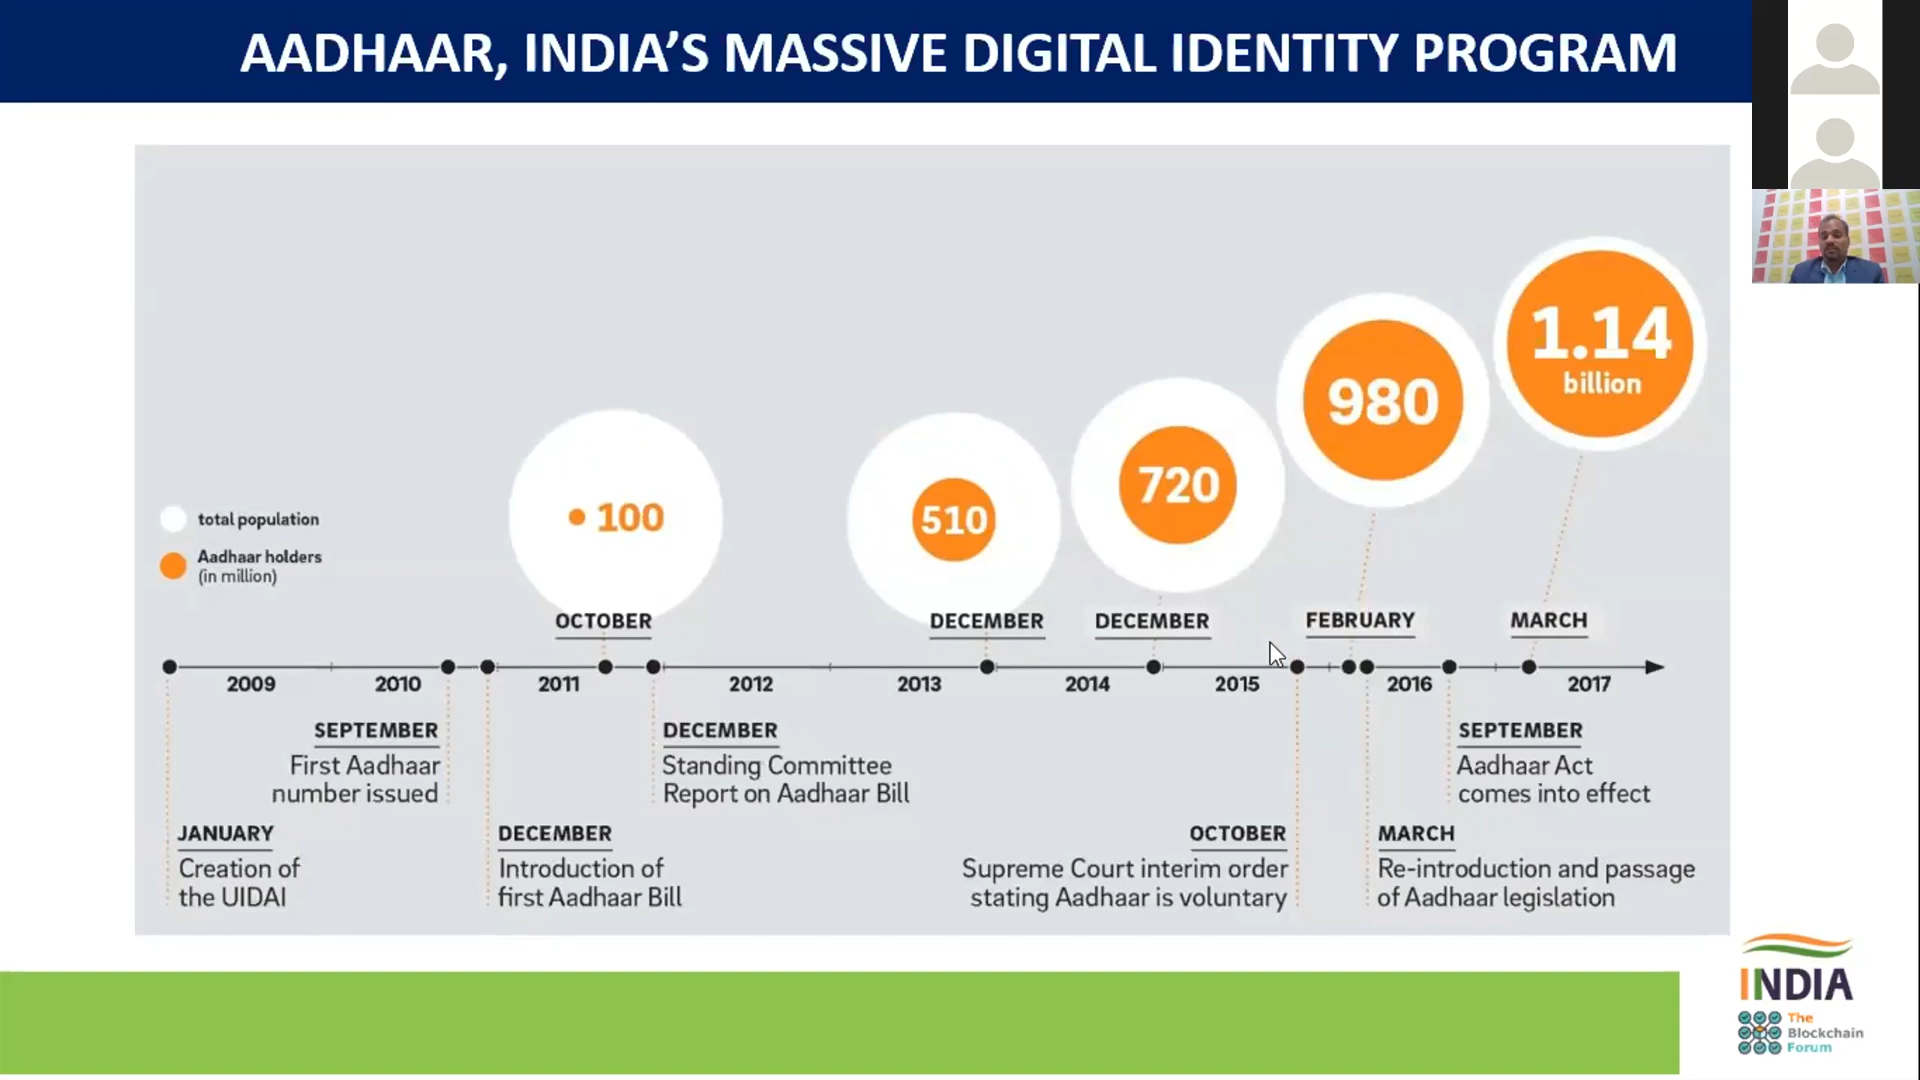 AADHAAR, INDIA’S MASSIVE DIGITAL IDENTITY PROGRAM
1.14
billion
980
720
510
100
total population
Aadhaar holders
(in million)
OCTOBER
DECEMBER
DECEMBER
FEBRUARY
MARCH
2009
2010
2011
2012
2013
2014
2015
2016
2017
SEPTEMBER
First Aadhaar
number issued
DECEMBER
Standing Committee
Report on Aadhaar Bill
SEPTEMBER
Aadhaar Act
comes into effect
JANUARY
Creation of
the UIDAI
DECEMBER
Introduction of
first Aadhaar Bill
OCTOBER
Supreme Court interim order
stating Aadhaar is voluntary
MARCH
Re-introduction and passage
of Aadhaar legislation
INDIA
The
Blockchain
Forum